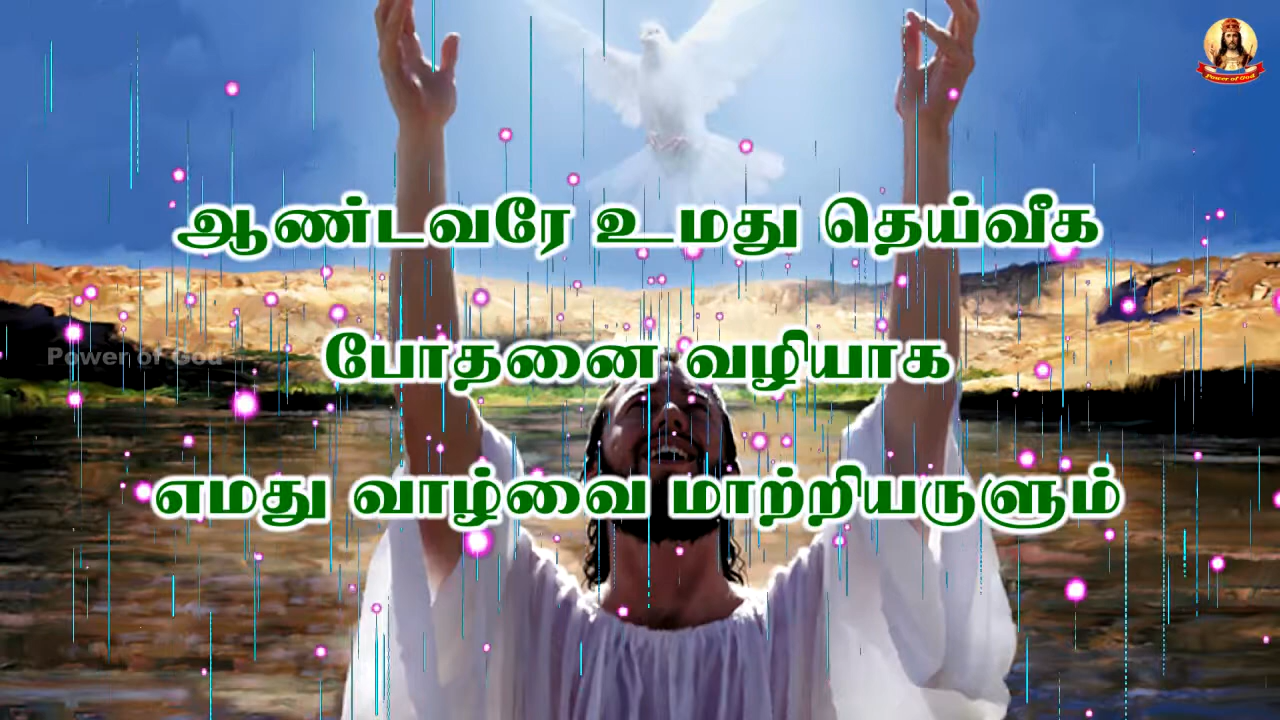 Power of God
ஆண்டவரே உமது தெய்வீக
போதனை வழியாக
Power of God
எமது வாழ்வை மாற்றியருளும்